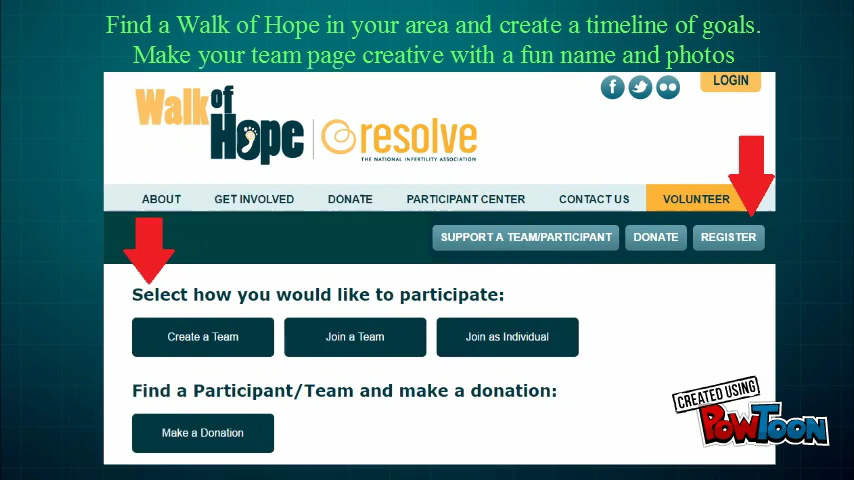 Find a Walk of Hope in your area and create a timeline of goals.
Make your team page creative with a fun name and photos
LOGIN
Walk of
Hope
resolve
THE NATIONAL INFERTILITY ASSOCIATION
ABOUT GET INVOLVED DONATE PARTICIPANT CENTER CONTACT US VOLUNTEER
SUPPORT A TEAM/PARTICIPANT DONATE REGISTER
Select how you would like to participate:
Create a Team Join a Team Join as Individual
Find a Participant/Team and make a donation:
Make a Donation
CREATED USING
POWTOON